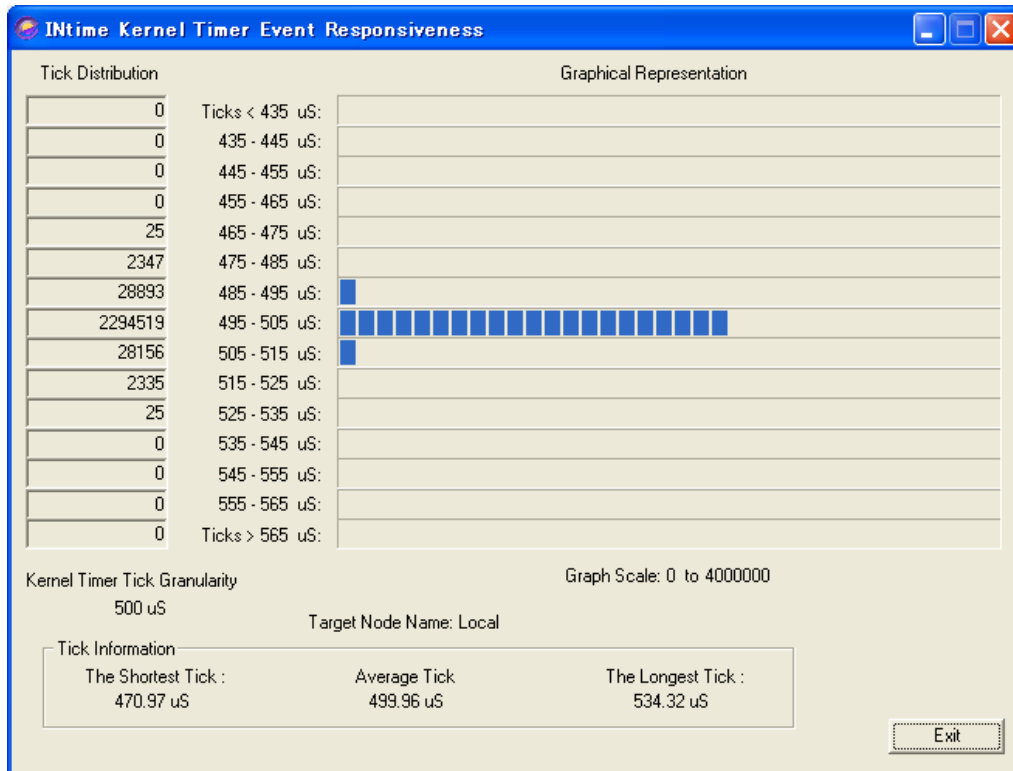 INtime Kernel Timer Event Responsiveness
Tick Distribution Graphical Representation
0 Ticks < 435 uS:
0 435 - 445 uS:
0 445 - 455 uS:
0 455 - 465 uS:
25 465 - 475 uS:
2347 475 - 485 uS:
28893 485 - 495 uS:
2294519 495 - 505 uS:
28156 505 - 515 uS:
2335 515 - 525 uS:
25 525 - 535 uS:
0 535 - 545 uS:
0 545 - 555 uS:
0 555 - 565 uS:
0 Ticks > 565 uS:
Kernel Timer Tick Granularity Graph Scale: 0 to 4000000
500 uS
Target Node Name: Local
Tick Information
The Shortest Tick : Average Tick The Longest Tick :
470.97 uS 499.96 uS 534.32 uS
Exit